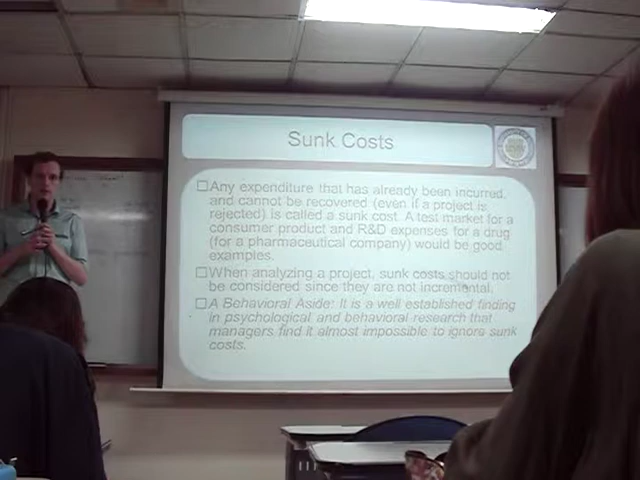 Sunk Costs
Any expenditure that has already been incurred,
and cannot be recovered (even if a project is
rejected) is called a sunk cost. A test market for a
consumer product and R&D expenses for a drug
(for a pharmaceutical company) would be good
examples.
When analyzing a project, sunk costs should not
be considered since they are not incremental.
A Behavioral Aside: It is a well established finding
in psychological and behavioral research that
managers find it almost impossible to ignore sunk
costs.